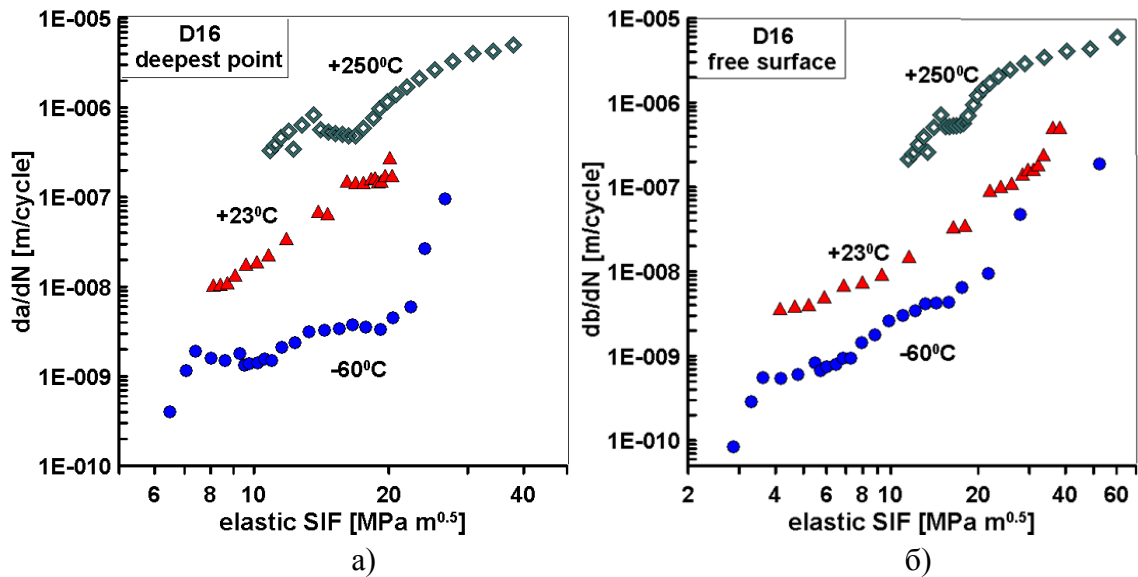 D16
deepest point
+250⁰C
+23⁰C
-60⁰C
da/dN [m/cycle]
1E-005
1E-006
1E-007
1E-008
1E-009
1E-010
6 8 10 20 40
elastic SIF [MPa m⁰·⁵]
а)
D16
free surface
+250⁰C
+23⁰C
-60⁰C
db/dN [m/cycle]
1E-005
1E-006
1E-007
1E-008
1E-009
1E-010
2 4 6 8 10 20 40 60
elastic SIF [MPa m⁰·⁵]
б)